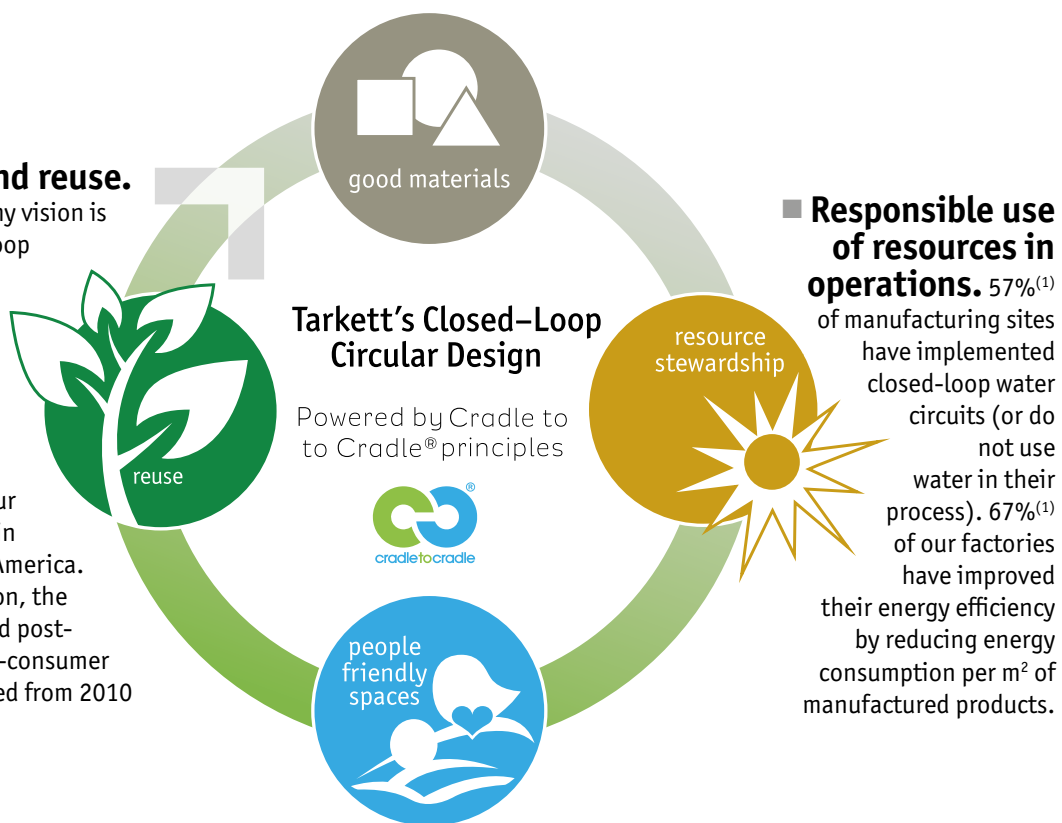 good materials
nd reuse.
ny vision is
oop
ur
in
America.
on, the
d post-
-consumer
ed from 2010
reuse
Tarkett's Closed–Loop
Circular Design
Powered by Cradle to
to Cradle® principles
®
cradletocradle
resource
stewardship
people
friendly
spaces
■ Responsible use
of resources in
operations. 57%(1)
of manufacturing sites
have implemented
closed-loop water
circuits (or do
not use
water in their
process). 67%(1)
of our factories
have improved
their energy efficiency
by reducing energy
consumption per m² of
manufactured products.